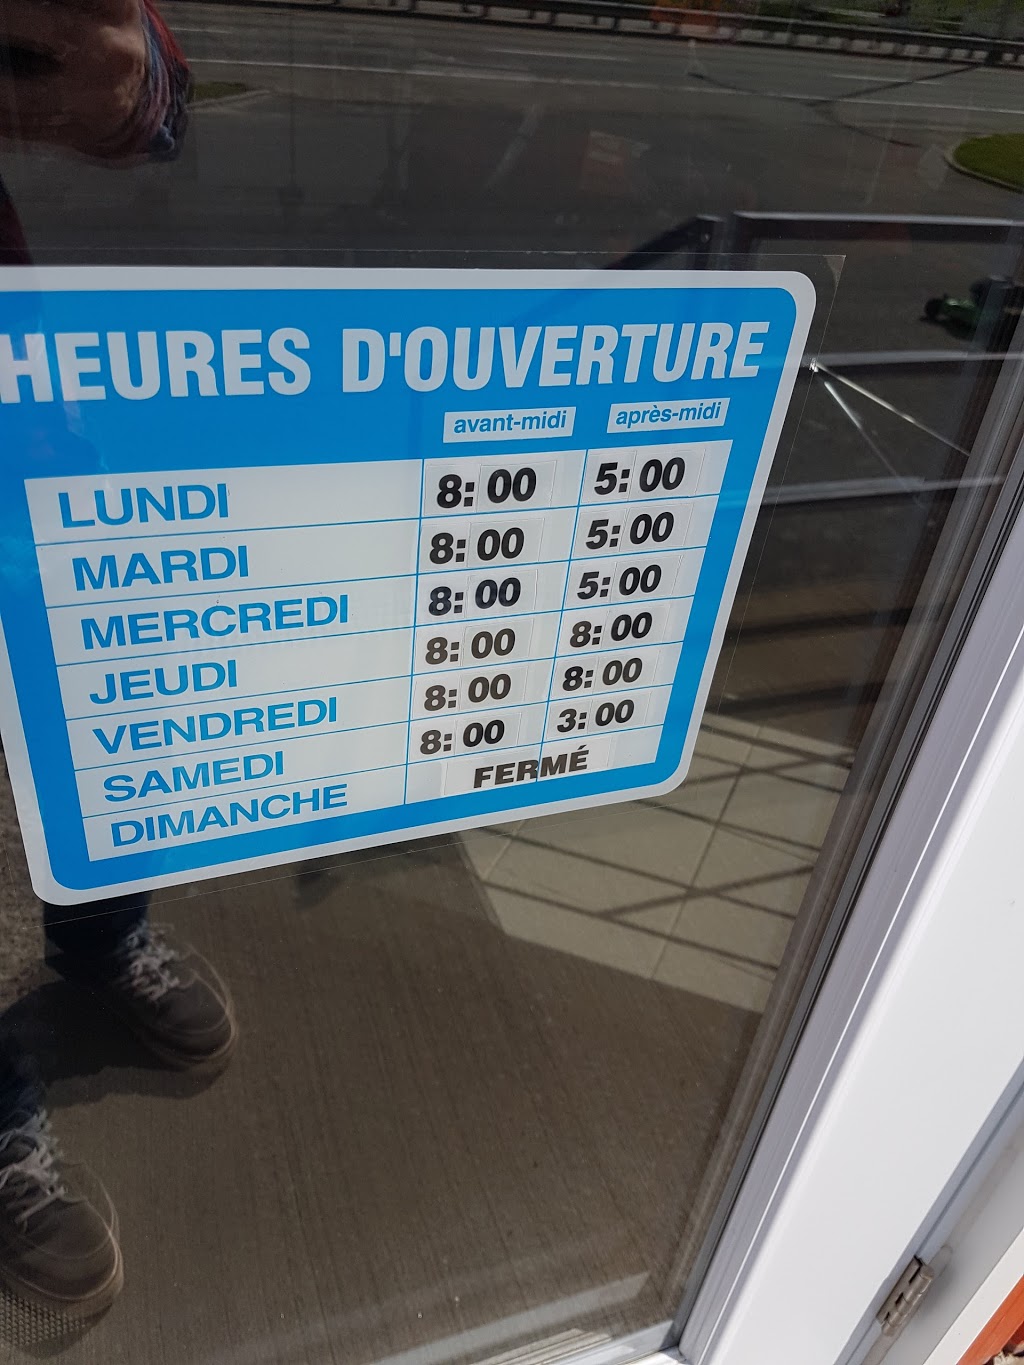 HEURES D'OUVERTURE
avant-midi après-midi
LUNDI 8:00 5:00
MARDI 8:00 5:00
MERCREDI 8:00 5:00
JEUDI 8:00 8:00
VENDREDI 8:00 8:00
SAMEDI 8:00 3:00
DIMANCHE FERMÉ